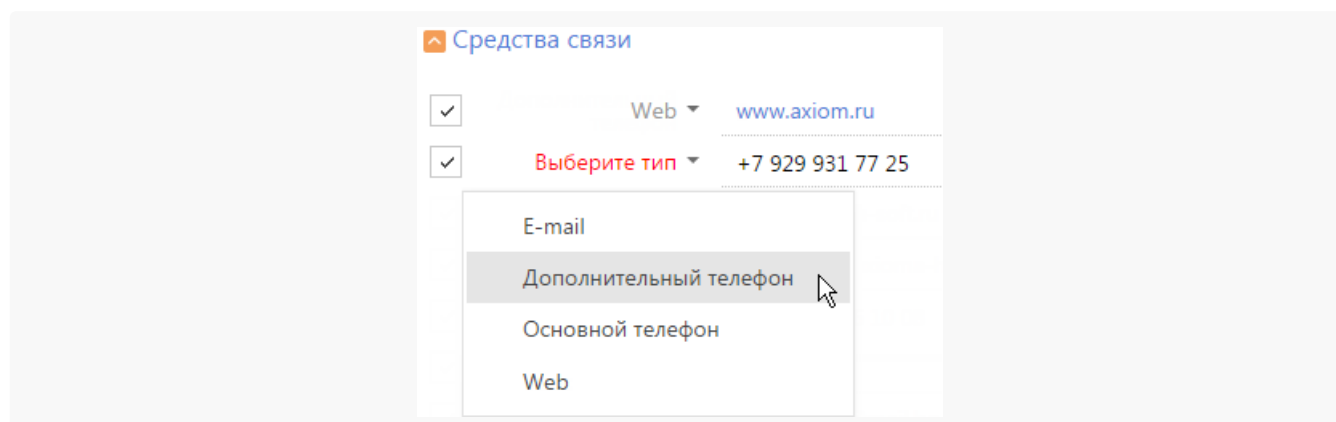 Средства связи
Web www.axiom.ru
Выберите тип +7 929 931 77 25
E-mail
Дополнительный телефон
Основной телефон
Web